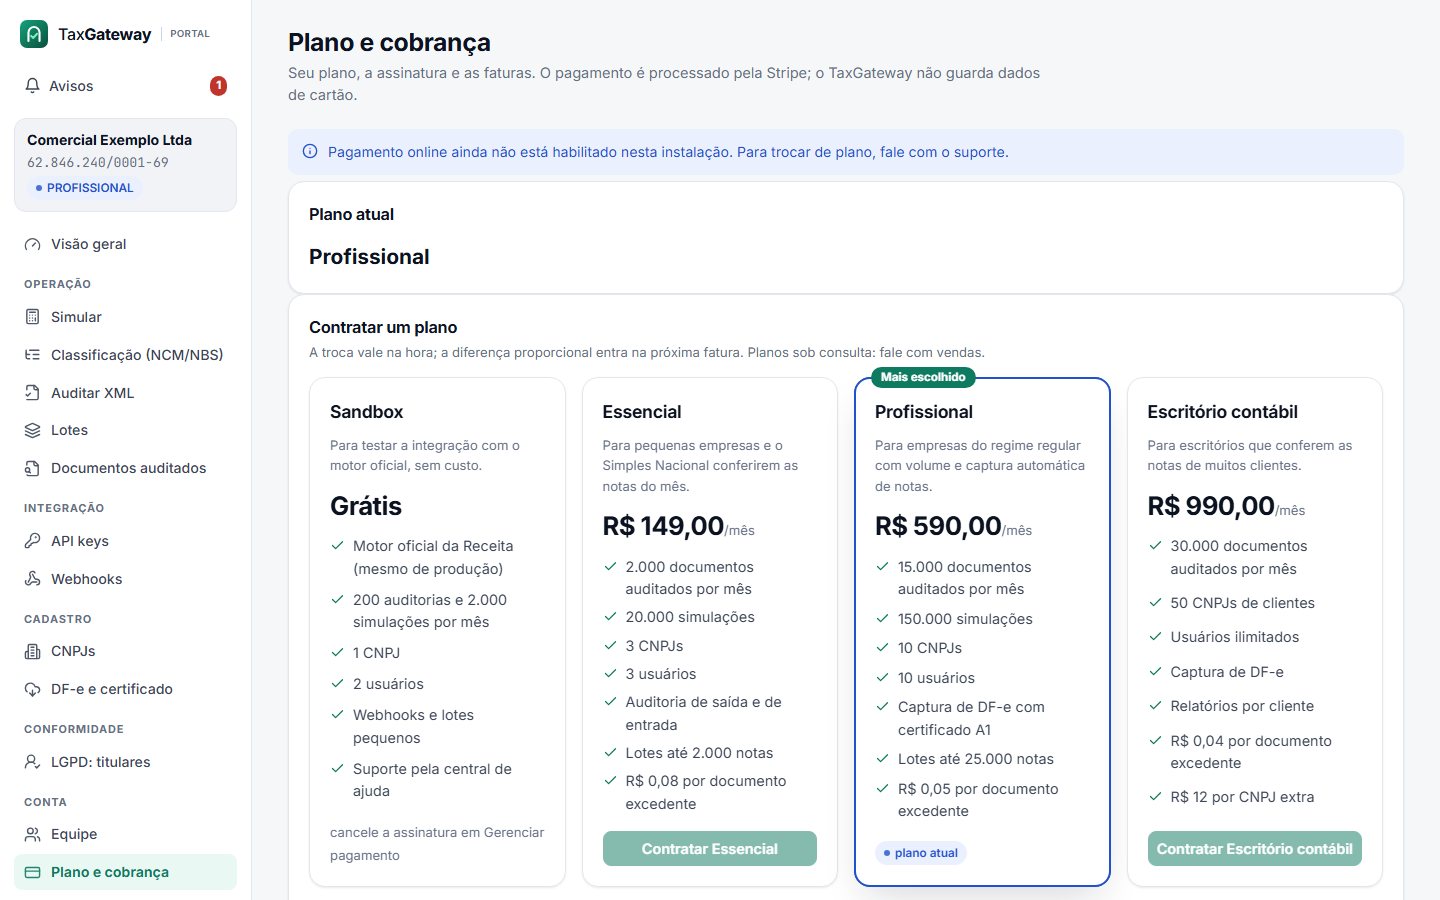 TaxGateway PORTAL
Avisos 1
Comercial Exemplo Ltda
62.846.240/0001-69
PROFISSIONAL
Visão geral
OPERAÇÃO
Simular
Classificação (NCM/NBS)
Auditar XML
Lotes
Documentos auditados
INTEGRAÇÃO
API keys
Webhooks
CADASTRO
CNPJs
DF-e e certificado
CONFORMIDADE
LGPD: titulares
CONTA
Equipe
Plano e cobrança
Plano e cobrança
Seu plano, a assinatura e as faturas. O pagamento é processado pela Stripe; o TaxGateway não guarda dados
de cartão.
Pagamento online ainda não está habilitado nesta instalação. Para trocar de plano, fale com o suporte.
Plano atual
Profissional
Contratar um plano
A troca vale na hora; a diferença proporcional entra na próxima fatura. Planos sob consulta: fale com vendas.
Sandbox
Para testar a integração com o
motor oficial, sem custo.
Grátis
Motor oficial da Receita
(mesmo de produção)
200 auditorias e 2.000
simulações por mês
1 CNPJ
2 usuários
Webhooks e lotes
pequenos
Suporte pela central de
ajuda
cancele a assinatura em Gerenciar
pagamento
Essencial
Para pequenas empresas e o
Simples Nacional conferirem as
notas do mês.
R$ 149,00/mês
2.000 documentos
auditados por mês
20.000 simulações
3 CNPJs
3 usuários
Auditoria de saída e de
entrada
Lotes até 2.000 notas
R$ 0,08 por documento
excedente
Contratar Essencial
Mais escolhido
Profissional
Para empresas do regime regular
com volume e captura automática
de notas.
R$ 590,00/mês
15.000 documentos
auditados por mês
150.000 simulações
10 CNPJs
10 usuários
Captura de DF-e com
certificado A1
Lotes até 25.000 notas
R$ 0,05 por documento
excedente
plano atual
Escritório contábil
Para escritórios que conferem as
notas de muitos clientes.
R$ 990,00/mês
30.000 documentos
auditados por mês
50 CNPJs de clientes
Usuários ilimitados
Captura de DF-e
Relatórios por cliente
R$ 0,04 por documento
excedente
R$ 12 por CNPJ extra
Contratar Escritório contábil